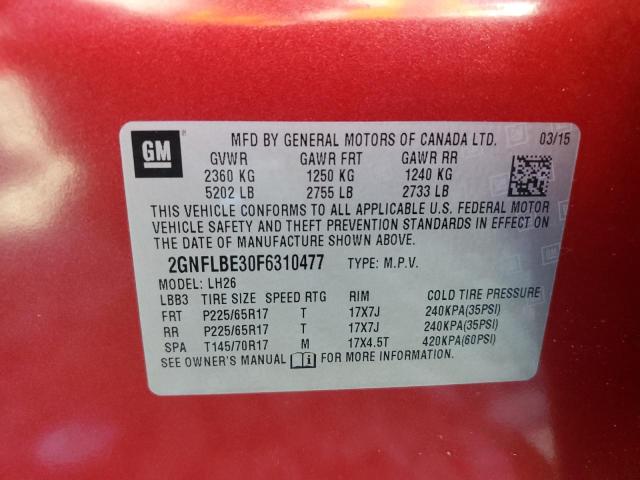 GM
MFD BY GENERAL MOTORS OF CANADA LTD. 03/15
GVWR GAWR FRT GAWR RR
2360 KG 1250 KG 1240 KG
5202 LB 2755 LB 2733 LB
THIS VEHICLE CONFORMS TO ALL APPLICABLE U.S. FEDERAL MOTOR
VEHICLE SAFETY AND THEFT PREVENTION STANDARDS IN EFFECT ON
THE DATE OF MANUFACTURE SHOWN ABOVE.
2GNFLBE30F6310477 TYPE: M.P.V.
MODEL: LH26
LBB3 TIRE SIZE SPEED RTG RIM COLD TIRE PRESSURE
FRT P225/65R17 T 17X7J 240KPA(35PSI)
RR P225/65R17 T 17X7J 240KPA(35PSI)
SPA T145/70R17 M 17X4.5T 420KPA(60PSI)
SEE OWNER'S MANUAL FOR MORE INFORMATION.